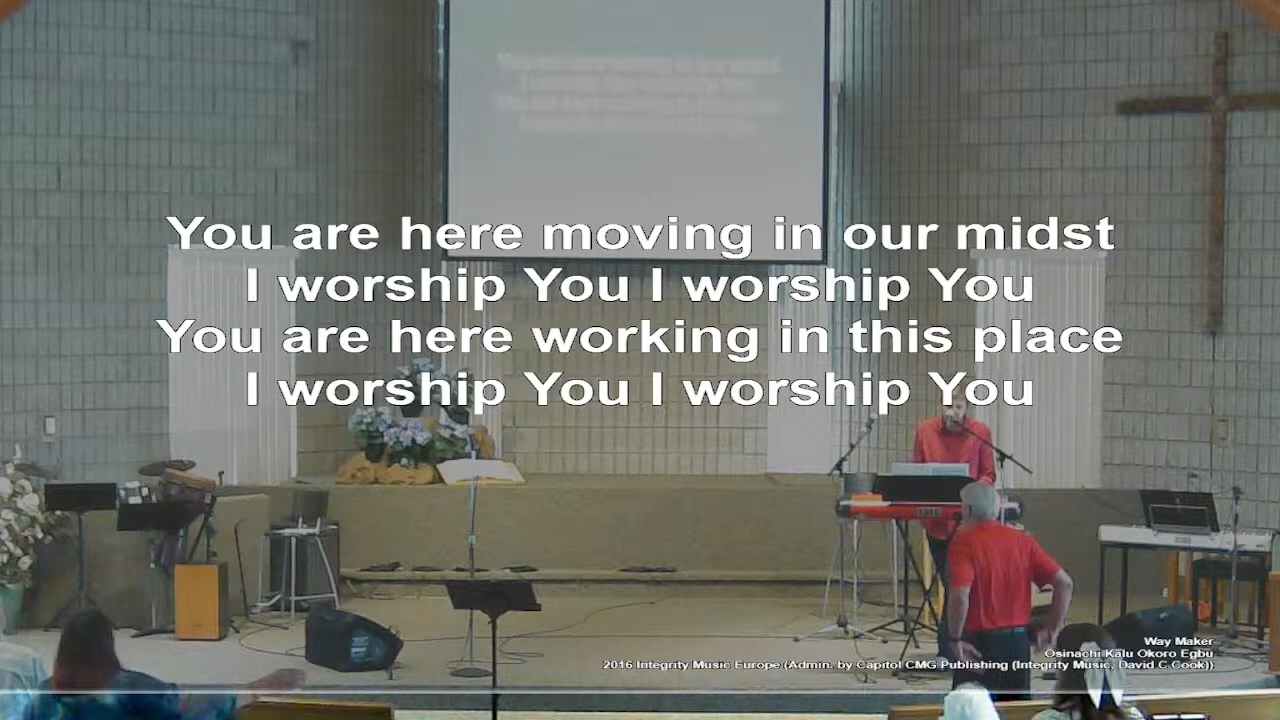 You are here moving in our midst
I worship You I worship You
You are here working in this place
I worship You I worship You
Way Maker
Osinachi Kalu Okoro Egbu
2016 Integrity Music Europe (Admin. by Capitol CMG Publishing (Integrity Music, David C Cook))